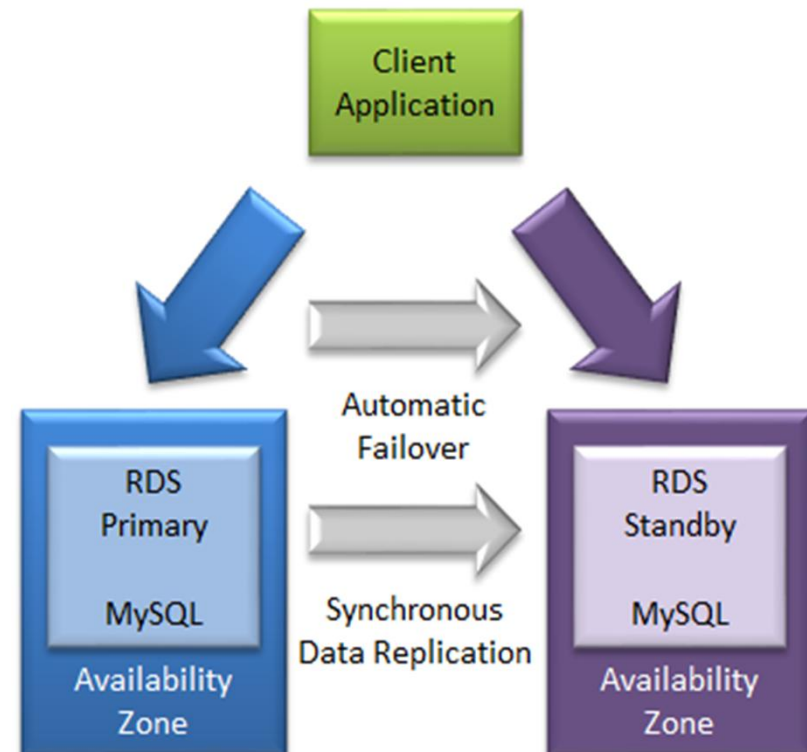 Client
Application
Automatic
Failover
RDS
Primary
MySQL
Availability
Zone
Synchronous
Data Replication
RDS
Standby
MySQL
Availability
Zone